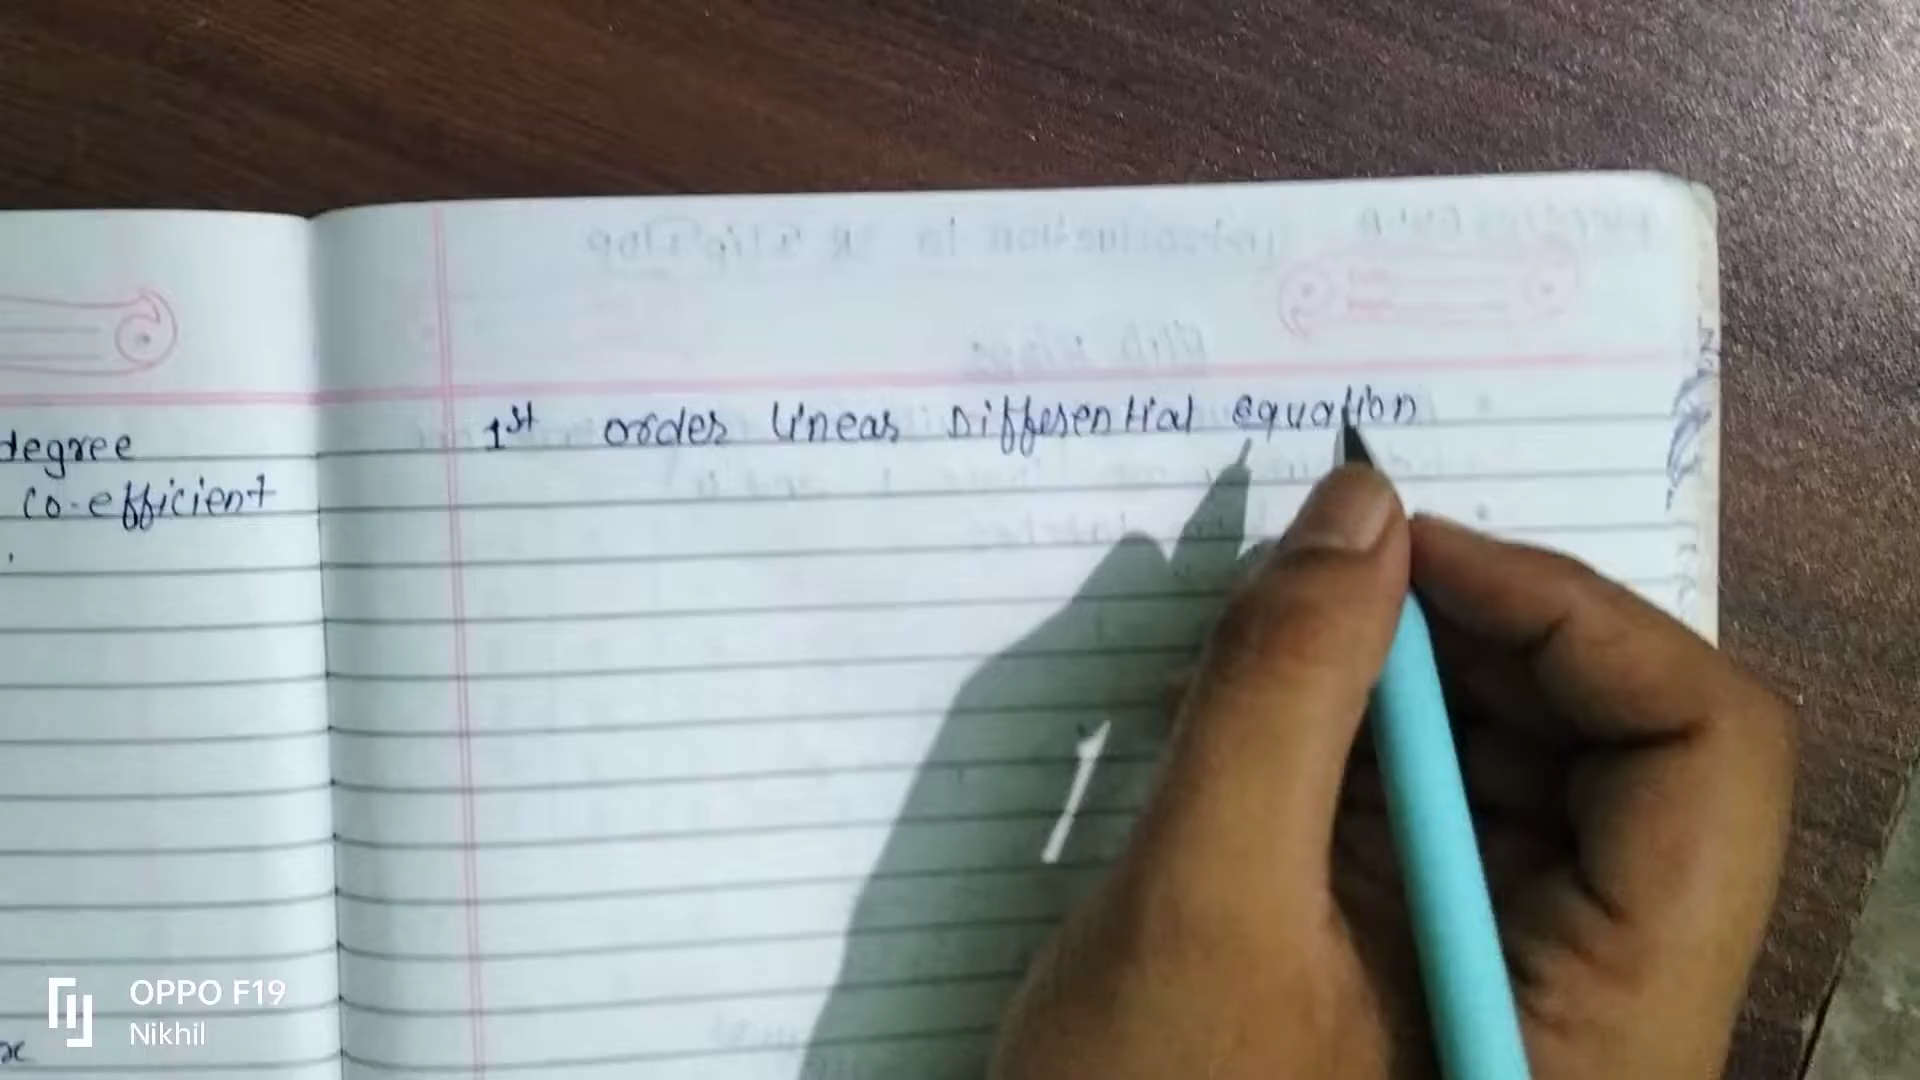 degree
co-efficient
1st order linear Differential equation
OPPO F19
Nikhil